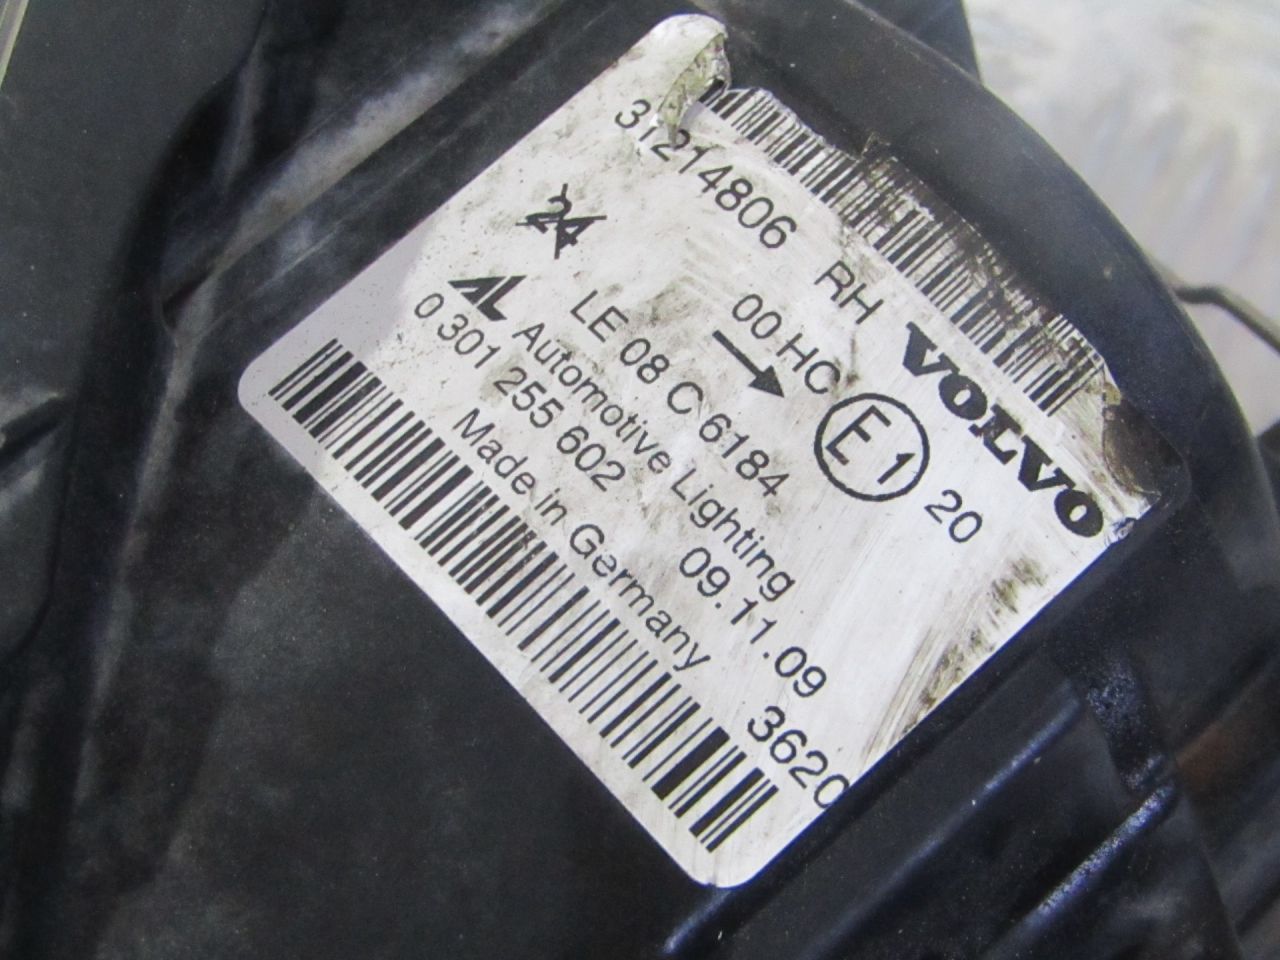 31214806 RH
VOLVO
24
00 HC
E1
20
LE 08 C 6184
AL Automotive Lighting
0 301 255 602
09.11.09
Made in Germany
3620